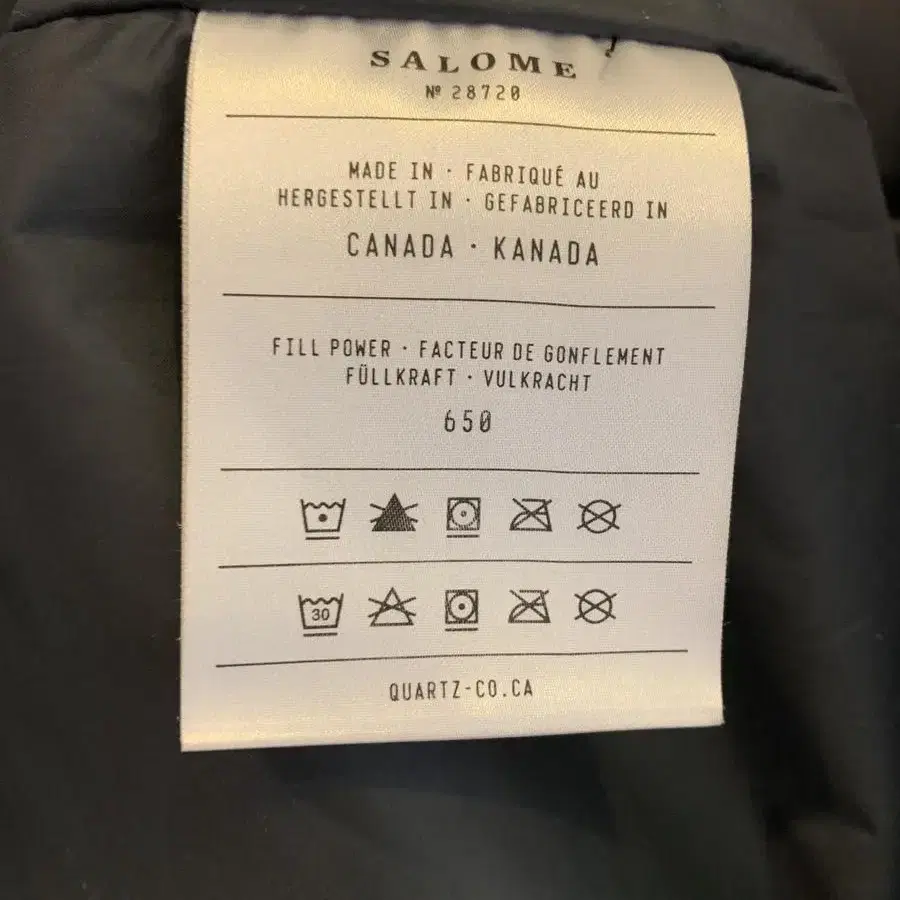 SALOME
Nº 28720
MADE IN · FABRIQUÉ AU
HERGESTELLT IN · GEFABRICEERD IN
CANADA · KANADA
FILL POWER · FACTEUR DE GONFLEMENT
FÜLLKRAFT · VULKRACHT
650
30
QUARTZ-CO.CA